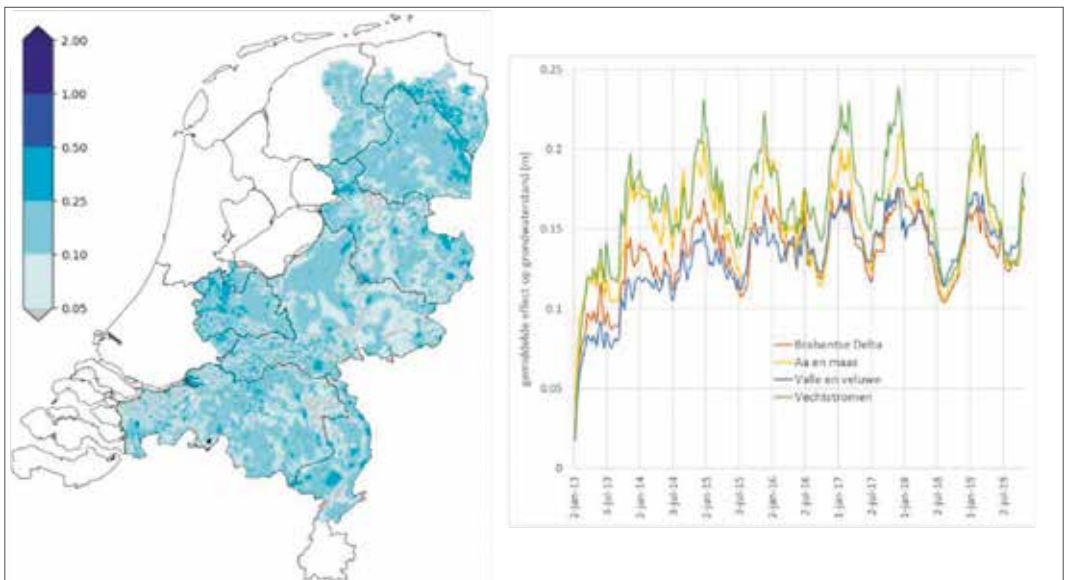 2.00
1.00
0.50
0.25
0.10
0.05
gemiddelde effect op grondwaterstand [m]
0.25
0.2
0.15
0.1
0.05
0
Brabantse Delta
Aa en maas
Valle en veluwe
Vechtstromen
2-jan-13
3-jul-13
2-jan-14
3-jul-14
2-jan-15
3-jul-15
2-jan-16
2-jul-16
1-jan-17
2-jul-17
1-jan-18
2-jul-18
1-jan-19
2-jul-19